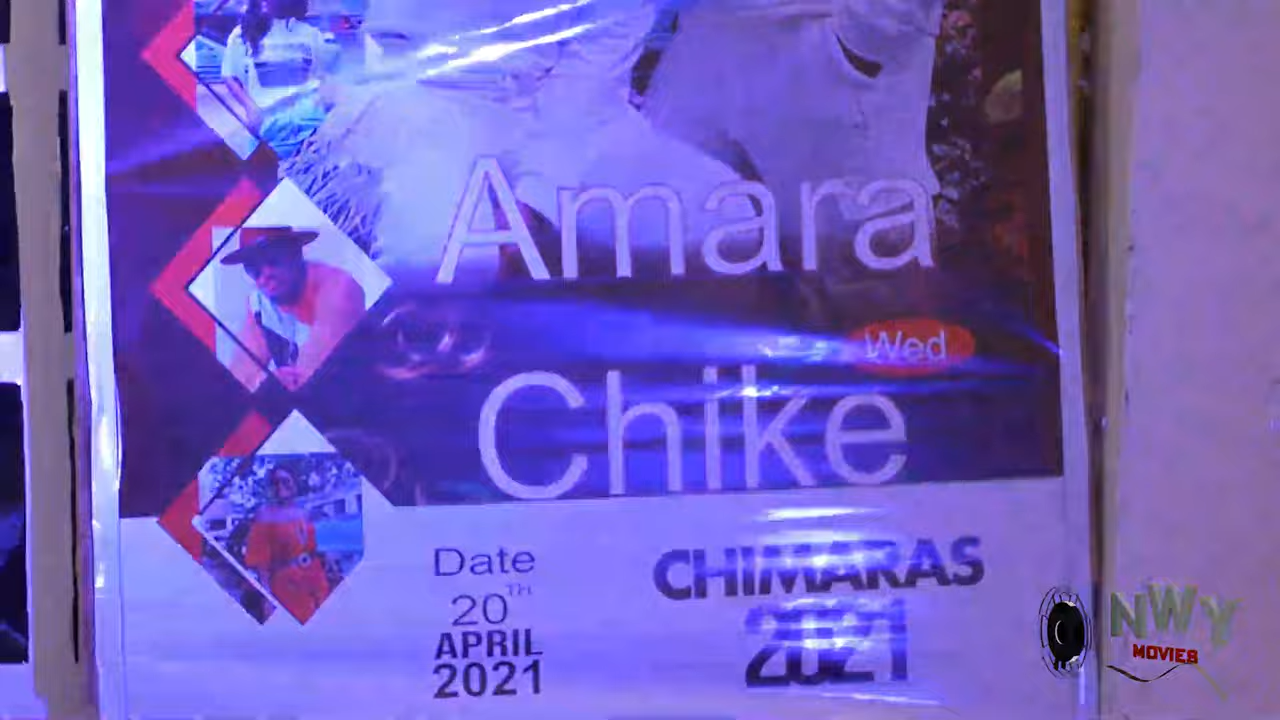 Amara
Wed
Chike
Date
20TH
APRIL
2021
CHIMARAS
2021
NWY
MOVIES